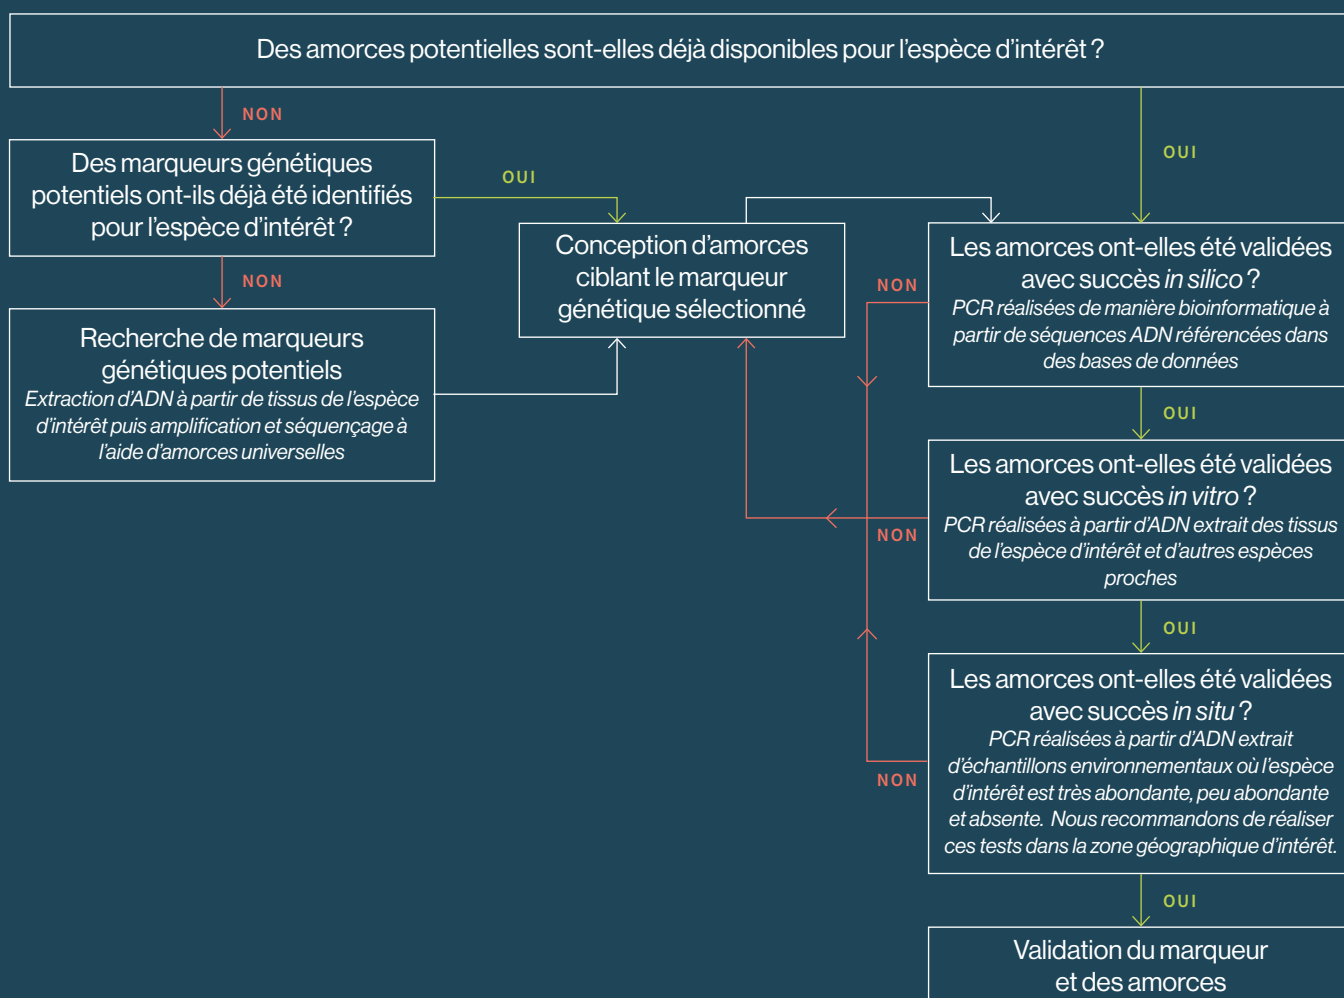 Des amorces potentielles sont-elles déjà disponibles pour l'espèce d'intérêt ?
NON
OUI
Des marqueurs génétiques
potentiels ont-ils déjà été identifiés
pour l'espèce d'intérêt ?
OUI
NON
Recherche de marqueurs
génétiques potentiels
Extraction d'ADN à partir de tissus de l'espèce
d'intérêt puis amplification et séquençage à
l'aide d'amorces universelles
Conception d'amorces
ciblant le marqueur
génétique sélectionné
Les amorces ont-elles été validées
avec succès in silico ?
PCR réalisées de manière bioinformatique à
partir de séquences ADN référencées dans
des bases de données
NON
OUI
Les amorces ont-elles été validées
avec succès in vitro ?
PCR réalisées à partir d'ADN extrait des tissus
de l'espèce d'intérêt et d'autres espèces
proches
NON
OUI
Les amorces ont-elles été validées
avec succès in situ ?
PCR réalisées à partir d'ADN extrait
d'échantillons environnementaux où l'espèce
d'intérêt est très abondante, peu abondante
et absente. Nous recommandons de réaliser
ces tests dans la zone géographique d'intérêt.
NON
OUI
Validation du marqueur
et des amorces